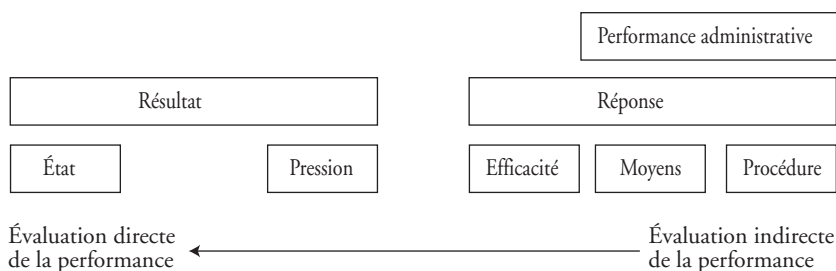 Performance administrative
Résultat
Réponse
État
Pression
Efficacité
Moyens
Procédure
Évaluation directe
de la performance
Évaluation indirecte
de la performance